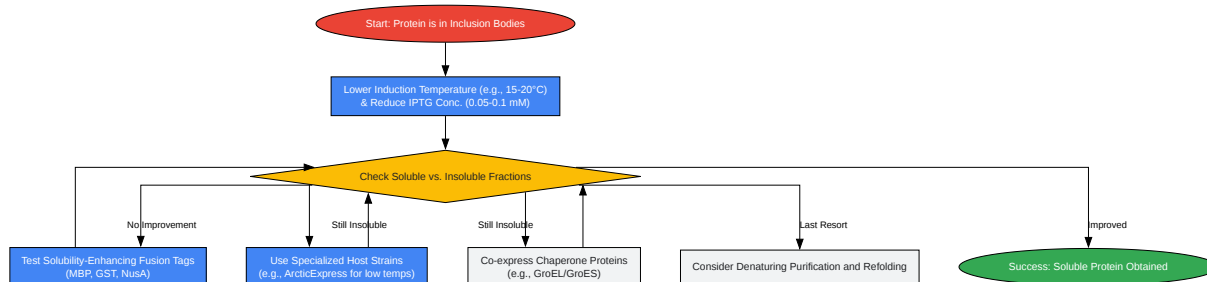 Start: Protein is in Inclusion Bodies
Lower Induction Temperature (e.g., 15-20°C)
& Reduce IPTG Conc. (0.05-0.1 mM)
Check Soluble vs. Insoluble Fractions
No Improvement
Still Insoluble
Still Insoluble
Last Resort
Improved
Test Solubility-Enhancing Fusion Tags
(MBP, GST, NusA)
Use Specialized Host Strains
(e.g., ArcticExpress for low temps)
Co-express Chaperone Proteins
(e.g., GroEL/GroES)
Consider Denaturing Purification and Refolding
Success: Soluble Protein Obtained